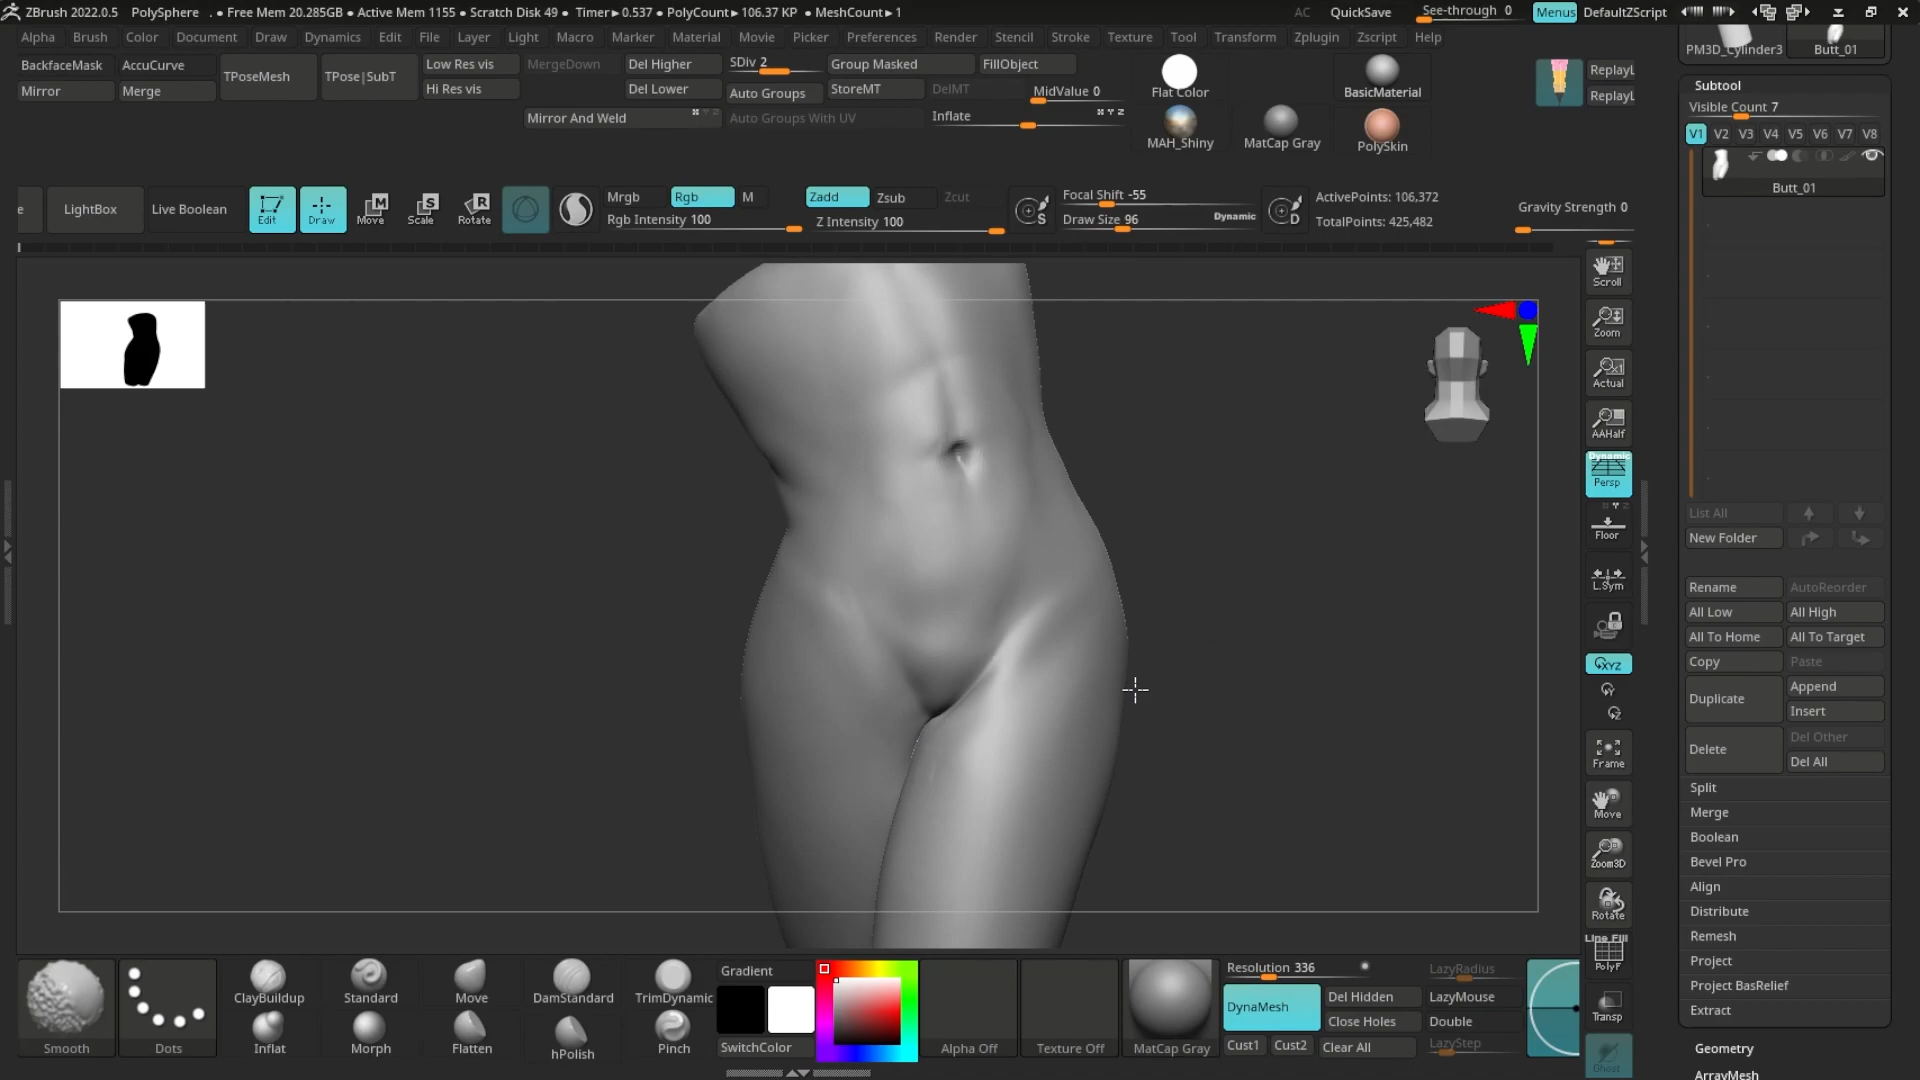 ZBrush 2022.0.5 PolySphere . • Free Mem 20.285GB • Active Mem 1155 • Scratch Disk 49 • Timer▸0.537 • PolyCount▸106.37 KP • MeshCount▸1 AC QuickSave See-through 0 Menus DefaultZScript
Alpha Brush Color Document Draw Dynamics Edit File Layer Light Macro Marker Material Movie Picker Preferences Render Stencil Stroke Texture Tool Transform Zplugin Zscript Help
BackfaceMask AccuCurve TPoseMesh TPose|SubT Low Res vis MergeDown Del Higher SDiv 2 Group Masked FillObject
Mirror Merge Hi Res vis Del Lower Auto Groups StoreMT DelMT MidValue 0
Mirror And Weld Auto Groups With UV Inflate
Flat Color BasicMaterial
MAH_Shiny MatCap Gray PolySkin
ReplayL
ReplayL
e LightBox Live Boolean Edit Draw Move Scale Rotate
Mrgb Rgb M Zadd Zsub Zcut
Rgb Intensity 100 Z Intensity 100
S Focal Shift -55
Draw Size 96 Dynamic D
ActivePoints: 106,372
TotalPoints: 425,482
Gravity Strength 0
Scroll
Zoom
Actual
AAHalf
Dynamic
Persp
Floor
L.Sym
XYZ
Y
Z
Frame
Move
Zoom3D
Rotate
Line Fill
PolyF
Transp
Ghost
PM3D_Cylinder3 Butt_01
Subtool
Visible Count 7
V1 V2 V3 V4 V5 V6 V7 V8
Butt_01
List All
New Folder
Rename AutoReorder
All Low All High
All To Home All To Target
Copy Paste
Duplicate Append
Insert
Delete Del Other
Del All
Split
Merge
Boolean
Bevel Pro
Align
Distribute
Remesh
Project
Project BasRelief
Extract
Geometry
ArrayMesh
Smooth Dots
ClayBuildup Standard Move DamStandard TrimDynamic
Inflat Morph Flatten hPolish Pinch
Gradient
SwitchColor
Alpha Off Texture Off MatCap Gray
Resolution 336
DynaMesh Del Hidden
Close Holes
Cust1 Cust2 Clear All
LazyRadius
LazyMouse
Double
LazyStep